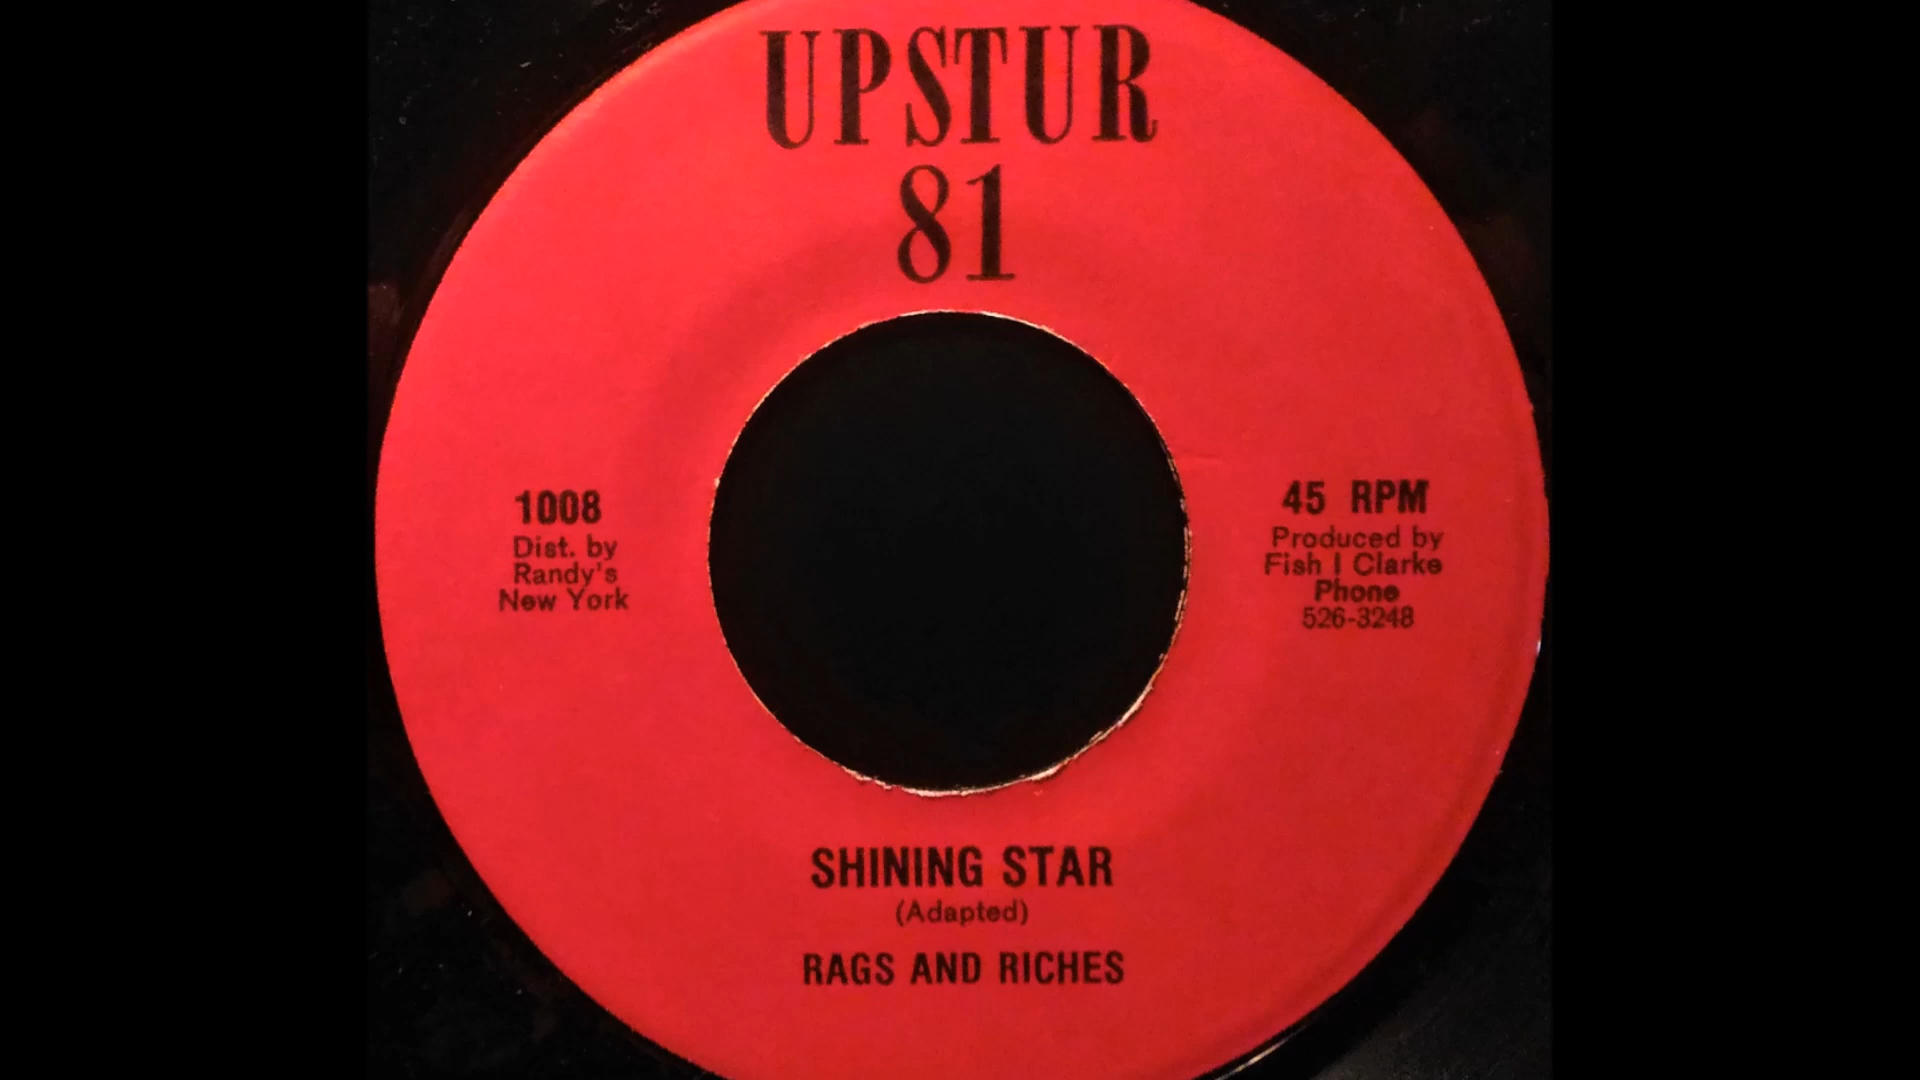 UPSTUR
81
1008
Dist. by
Randy's
New York
45 RPM
Produced by
Fish I Clarke
Phone
526-3248
SHINING STAR
(Adapted)
RAGS AND RICHES